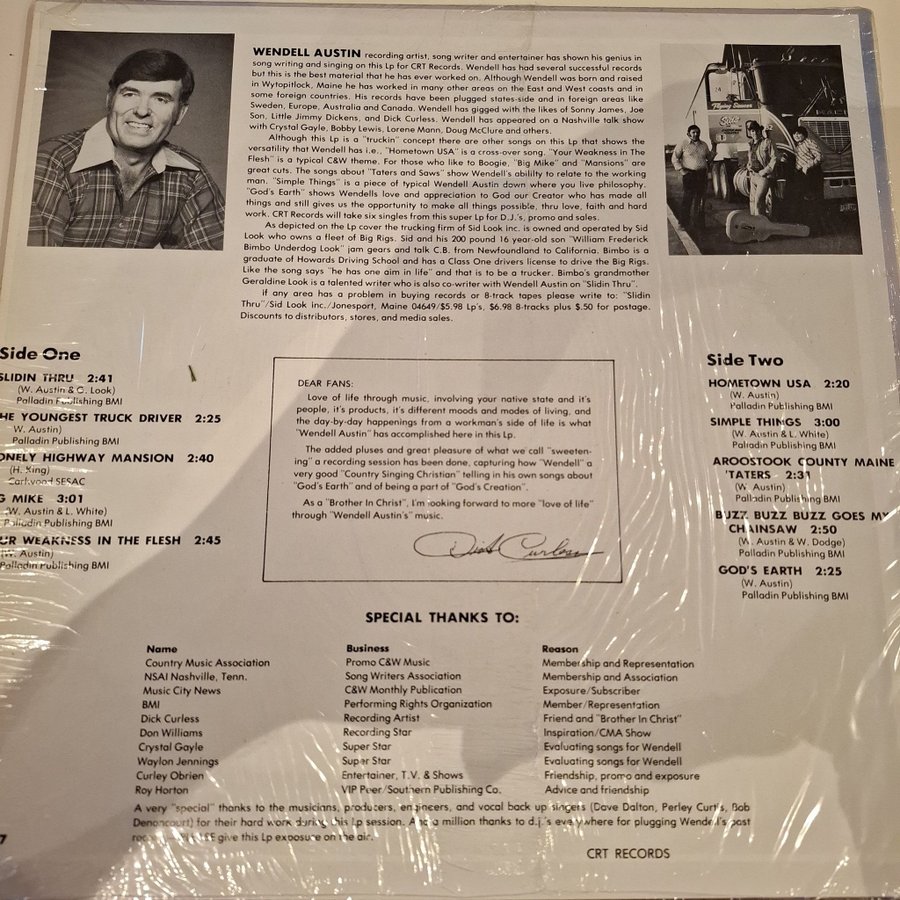 WENDELL AUSTIN recording artist, song writer and entertainer has shown his genius in
song writing and singing on this Lp for CRT Records. Wendell has had several successful records
but this is the best material that he has ever worked on. Although Wendell was born and raised
in Wytopitlock, Maine he has worked in many other areas on the East and West coasts and in
some foreign countries. His records have been plugged states-side and in foreign areas like
Sweden, Europe, Australia and Canada. Wendell has gigged with the likes of Sonny James, Joe
Son, Little Jimmy Dickens, and Dick Curless. Wendell has appeared on a Nashville talk show
with Crystal Gayle, Bobby Lewis, Lorene Mann, Doug McClure and others.
Although this Lp is a "truckin" concept there are other songs on this Lp that shows the
versatility that Wendell has i.e., "Hometown USA" is a cross-over song. "Your Weakness in The
Flesh" is a typical C&W theme. For those who like to Boogie, "Big Mike" and "Mansions" are
great cuts. The songs about "Taters and Saws" show Wendell's abililty to relate to the working
man. "Simple Things" is a piece of typical Wendell Austin down where you live philosophy.
"God's Earth" shows Wendells love and appreciation to God our Creator who has made all
things and still gives us the opportunity to make all things possible, thru love, faith and hard
work. CRT Records will take six singles from this super Lp for D.J.'s, promo and sales.
As depicted on the Lp cover the trucking firm of Sid Look inc. is owned and operated by Sid
Look who owns a fleet of Big Rigs. Sid and his 200 pound 16 year-old son "William Frederick
Bimbo Underdog Look" jam gears and talk C.B. from Newfoundland to California. Bimbo is a
graduate of Howards Driving School and has a Class One drivers license to drive the Big Rigs.
Like the song says "he has one aim in life" and that is to be a trucker. Bimbo's grandmother
Geraldine Look is a talented writer who is also co-writer with Wendell Austin on "Slidin Thru".
if any area has a problem in buying records or 8-track tapes please write to: "Slidin
Thru"/Sid Look inc./Jonesport, Maine 04649/$5.98 Lp's, $6.98 8-tracks plus $.50 for postage.
Discounts to distributors, stores, and media sales.
Side One
SLIDIN THRU 2:41
(W. Austin & G. Look)
Palladin Publishing BMI
HE YOUNGEST TRUCK DRIVER 2:25
W. Austin)
Palladin Publishing BMI
ONELY HIGHWAY MANSION 2:40
(H. King)
Earlwood SESAC
G MIKE 3:01
(W. Austin & L. White)
Palladin Publishing BMI
UR WEAKNESS IN THE FLESH 2:45
(W. Austin)
Palladin Publishing BMI
DEAR FANS:
Love of life through music, involving your native state and it's
people, it's products, it's different moods and modes of living, and
the day-by-day happenings from a workman's side of life is what
"Wendell Austin" has accomplished here in this Lp.
The added pluses and great pleasure of what we call "sweeten-
ing" a recording session has been done, capturing how "Wendell" a
very good "Country Singing Christian" telling in his own songs about
"God's Earth" and of being a part of "God's Creation".
As a "Brother In Christ", I'm looking forward to more "love of life"
through "Wendell Austin's" music.
Dick Curless
Side Two
HOMETOWN USA 2:20
(W. Austin)
Palladin Publishing BMI
SIMPLE THINGS 3:00
(W. Austin & L. White)
Palladin Publishing BMI
AROOSTOOK COUNTY MAINE
'TATERS 2:31
(W. Austin)
Palladin Publishing BMI
BUZZ BUZZ BUZZ GOES MY
CHAINSAW 2:50
(W. Austin & W. Dodge)
Palladin Publishing BMI
GOD'S EARTH 2:25
(W. Austin)
Palladin Publishing BMI
SPECIAL THANKS TO:
Name Business Reason
Country Music Association Promo C&W Music Membership and Representation
NSAI Nashville, Tenn. Song Writers Association Membership and Association
Music City News C&W Monthly Publication Exposure/Subscriber
BMI Performing Rights Organization Member/Representation
Dick Curless Recording Artist Friend and "Brother In Christ"
Don Williams Recording Star Inspiration/CMA Show
Crystal Gayle Super Star Evaluating songs for Wendell
Waylon Jennings Super Star Evaluating songs for Wendell
Curley Obrien Entertainer, T.V. & Shows Friendship, promo and exposure
Roy Horton VIP Peer/Southern Publishing Co. Advice and friendship
A very "special" thanks to the musicians, producers, engineers, and vocal back up singers (Dave Dalton, Perley Curtis, Bob
Denoncourt) for their hard work during this Lp session. And a million thanks to d.j.'s everywhere for plugging Wendell's past
give this Lp exposure on the air.
7
CRT RECORDS